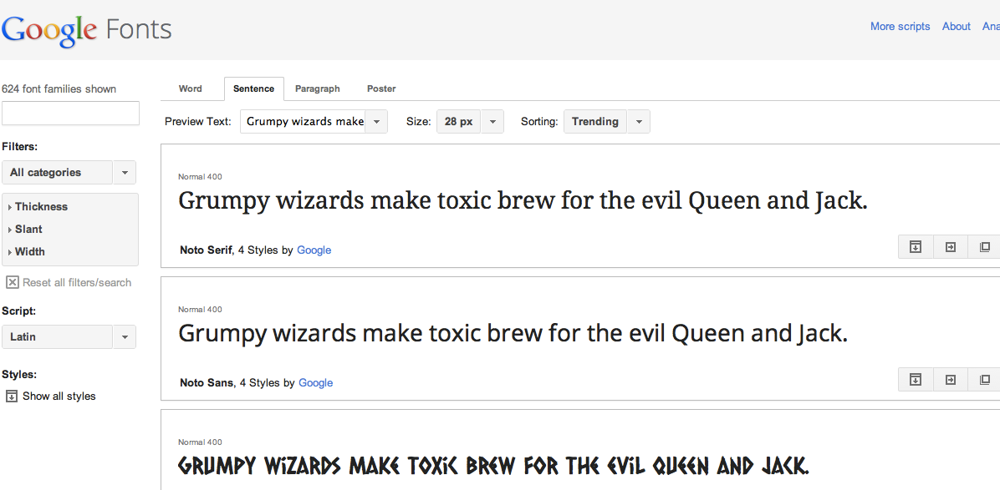 Google Fonts
More scripts About
624 font families shown
Word Sentence Paragraph Poster
Preview Text: Grumpy wizards make Size: 28 px Sorting: Trending
Filters:
All categories
Thickness
Slant
Width
Reset all filters/search
Script:
Latin
Styles:
Show all styles
Normal 400
Grumpy wizards make toxic brew for the evil Queen and Jack.
Noto Serif, 4 Styles by Google
Normal 400
Grumpy wizards make toxic brew for the evil Queen and Jack.
Noto Sans, 4 Styles by Google
Normal 400
GRUMPY WiZARDS MAKE TOXiC BREW FOR THE EViL QUEEN AND JACK.